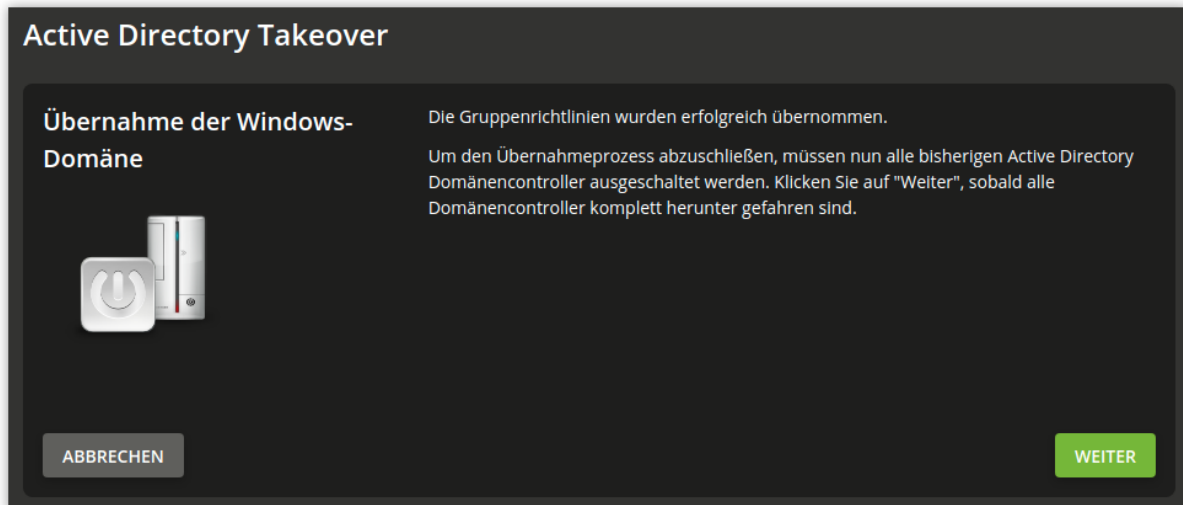 Active Directory Takeover
Übernahme der Windows-
Domäne
Die Gruppenrichtlinien wurden erfolgreich übernommen.
Um den Übernahmeprozess abzuschließen, müssen nun alle bisherigen Active Directory
Domänencontroller ausgeschaltet werden. Klicken Sie auf "Weiter", sobald alle
Domänencontroller komplett herunter gefahren sind.
ABBRECHEN
WEITER